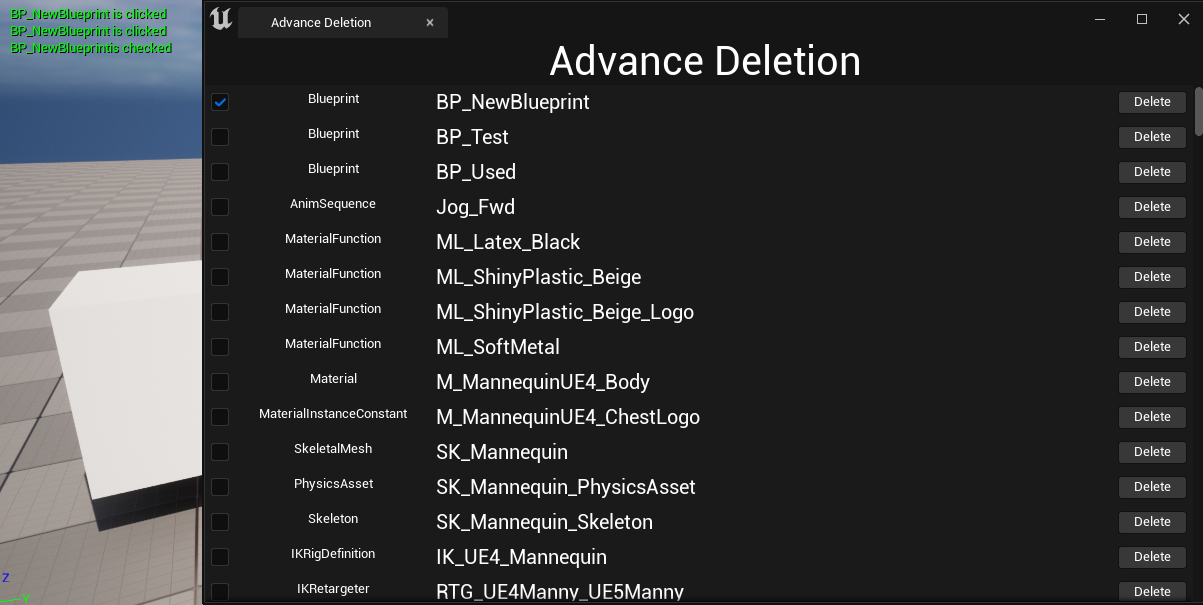 BP_NewBlueprint is clicked
BP_NewBlueprint is clicked
BP_NewBlueprintis checked
Advance Deletion
Advance Deletion
Blueprint BP_NewBlueprint Delete
Blueprint BP_Test Delete
Blueprint BP_Used Delete
AnimSequence Jog_Fwd Delete
MaterialFunction ML_Latex_Black Delete
MaterialFunction ML_ShinyPlastic_Beige Delete
MaterialFunction ML_ShinyPlastic_Beige_Logo Delete
MaterialFunction ML_SoftMetal Delete
Material M_MannequinUE4_Body Delete
MaterialInstanceConstant M_MannequinUE4_ChestLogo Delete
SkeletalMesh SK_Mannequin Delete
PhysicsAsset SK_Mannequin_PhysicsAsset Delete
Skeleton SK_Mannequin_Skeleton Delete
IKRigDefinition IK_UE4_Mannequin Delete
IKRetargeter RTG_UE4Manny_UE5Manny Delete
Z
Y